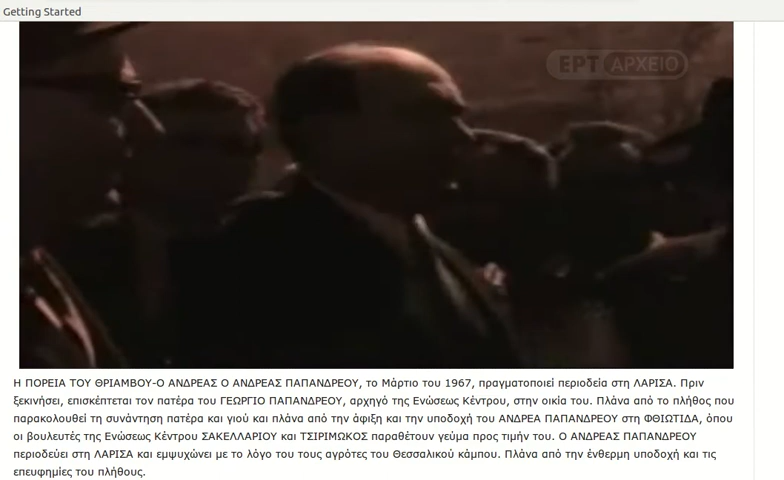 Getting Started
ΕΡΤ ΑΡΧΕΙΟ
Η ΠΟΡΕΙΑ ΤΟΥ ΘΡΙΑΜΒΟΥ-Ο ΑΝΔΡΕΑΣ Ο ΑΝΔΡΕΑΣ ΠΑΠΑΝΔΡΕΟΥ, το Μάρτιο του 1967, πραγματοποιεί περιοδεία στη ΛΑΡΙΣΑ. Πριν
ξεκινήσει, επισκέπτεται τον πατέρα του ΓΕΩΡΓΙΟ ΠΑΠΑΝΔΡΕΟΥ, αρχηγό της Ενώσεως Κέντρου, στην οικία του. Πλάνα από το πλήθος που
παρακολουθεί τη συνάντηση πατέρα και γιού και πλάνα από την άφιξη και την υποδοχή του ΑΝΔΡΕΑ ΠΑΠΑΝΔΡΕΟΥ στη ΦΘΙΩΤΙΔΑ, όπου
οι βουλευτές της Ενώσεως Κέντρου ΣΑΚΕΛΛΑΡΙΟΥ και ΤΣΙΡΙΜΩΚΟΣ παραθέτουν γεύμα προς τιμήν του. Ο ΑΝΔΡΕΑΣ ΠΑΠΑΝΔΡΕΟΥ
περιοδεύει στη ΛΑΡΙΣΑ και εμψυχώνει με το λόγο του τους αγρότες του Θεσσαλικού κάμπου. Πλάνα από την ένθερμη υποδοχή και τις
επευφημίες του πλήθους.